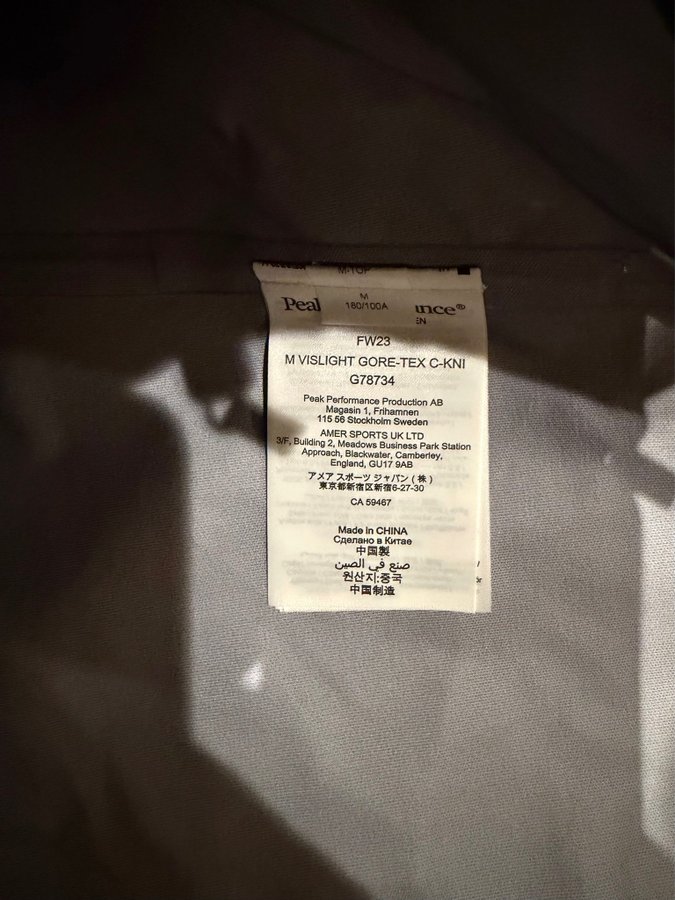 M-TOP
M
180/100A
Peak
ance®
EN
FW23
M VISLIGHT GORE-TEX C-KNI
G78734
Peak Performance Production AB
Magasin 1, Frihamnen
115 56 Stockholm Sweden
AMER SPORTS UK LTD
3/F, Building 2, Meadows Business Park Station
Approach, Blackwater, Camberley,
England, GU17 9AB
アメア スポーツ ジャパン(株)
東京都新宿区新宿6-27-30
CA 59467
Made in CHINA
Сделано в Китае
中国製
صنع في الصين
원산지:중국
中国制造